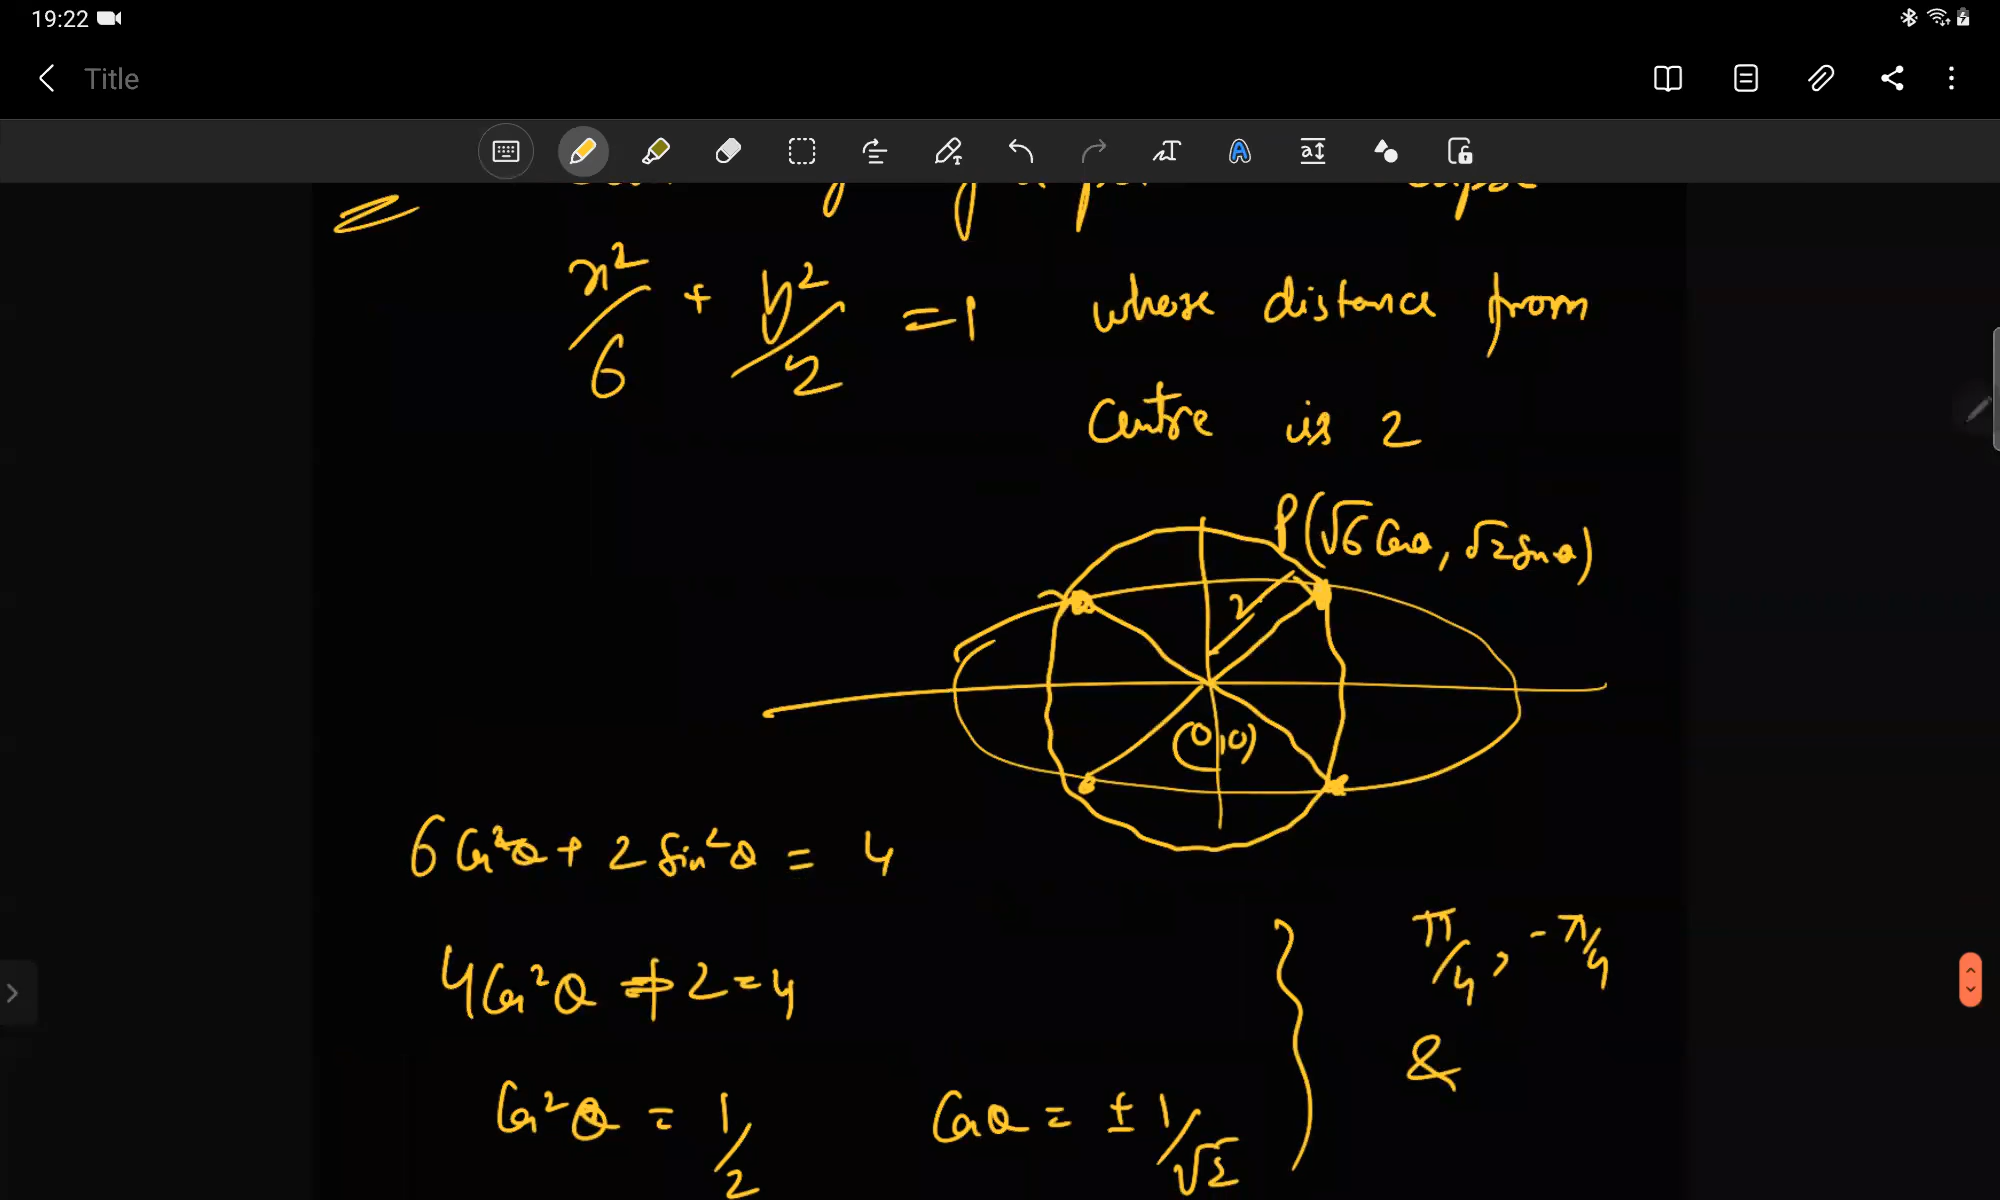 19:22
Title
x²/6 + y²/2 = 1 whose distance from
centre is 2
P(√6 Cosθ, √2 sinθ)
2
(0,0)
6 Cos²θ + 2 sin²θ = 4
4 Cos²θ + 2 = 4
π/4, -π/4
&
Cos²θ = 1/2 Cosθ = ± 1/√2